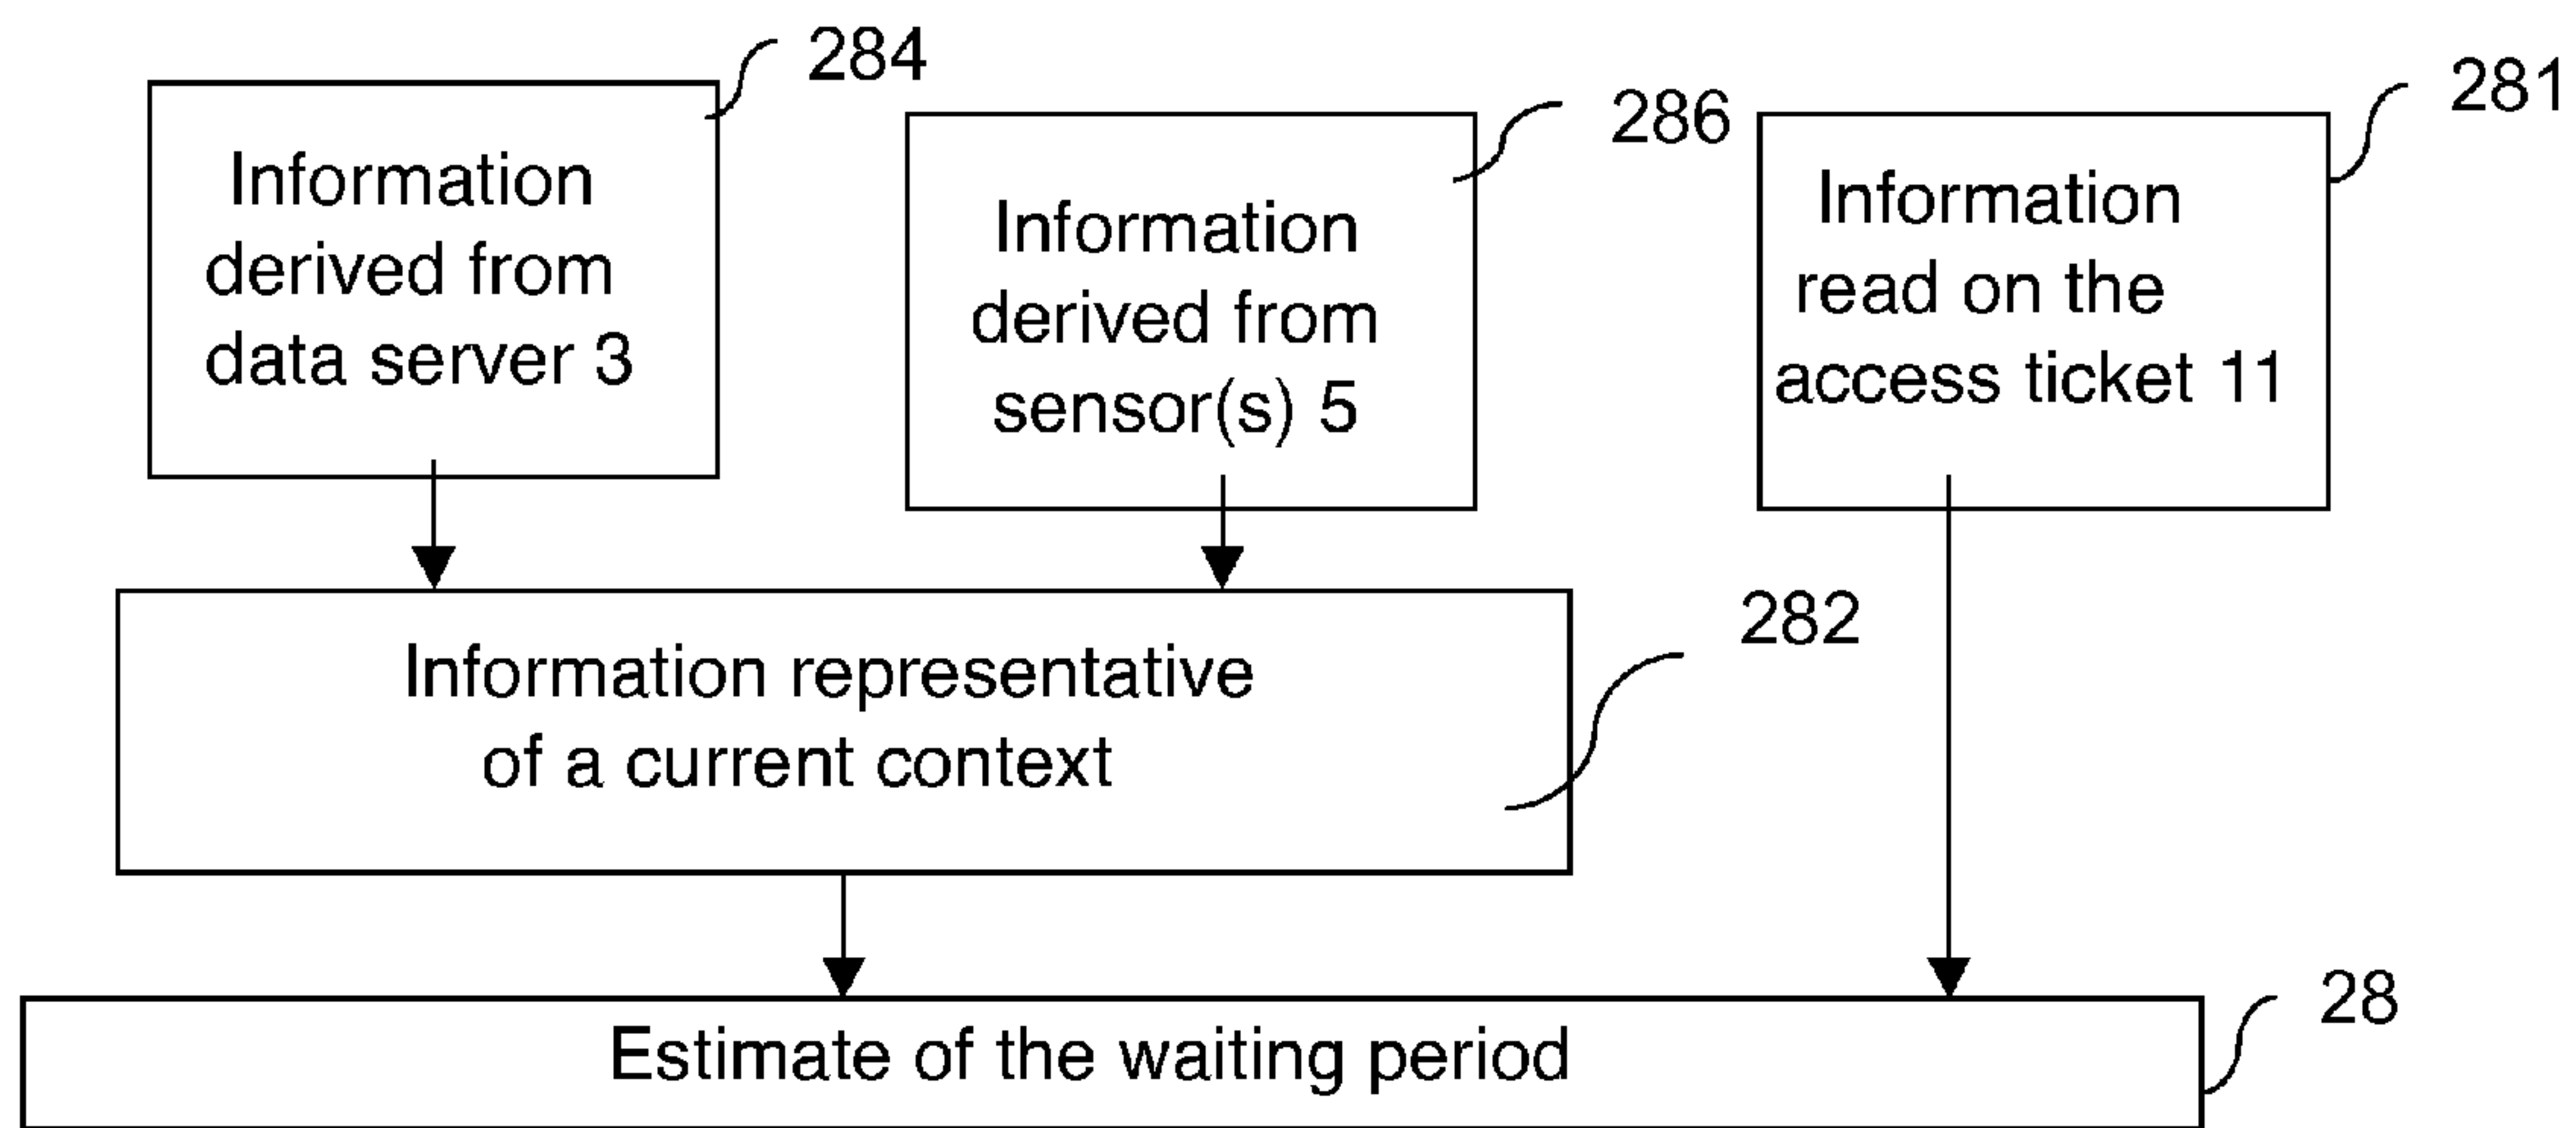 284
Information
derived from
data server 3
286
Information
derived from
sensor(s) 5
281
Information
read on the
access ticket 11
282
Information representative
of a current context
28
Estimate of the waiting period